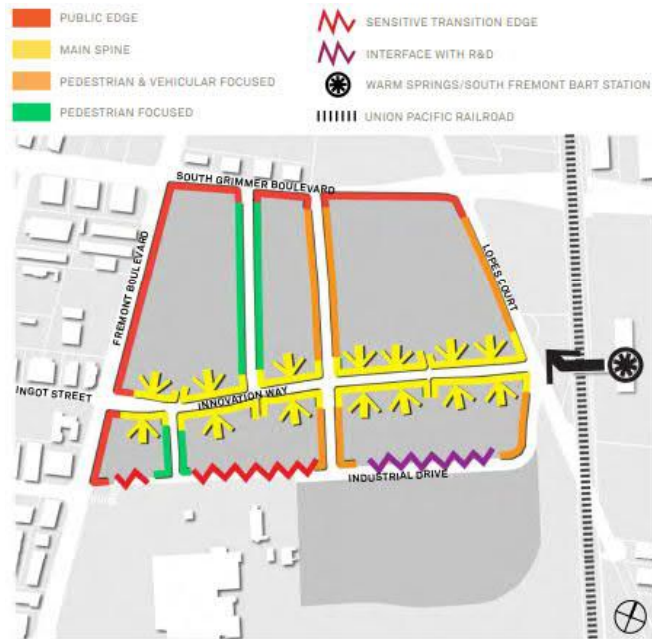 PUBLIC EDGE
MAIN SPINE
PEDESTRIAN & VEHICULAR FOCUSED
PEDESTRIAN FOCUSED
SENSITIVE TRANSITION EDGE
INTERFACE WITH R&D
WARM SPRINGS/SOUTH FREMONT BART STATION
UNION PACIFIC RAILROAD
SOUTH GRIMMER BOULEVARD
FREMONT BOULEVARD
LOPES COURT
INGOT STREET
INNOVATION WAY
INDUSTRIAL DRIVE